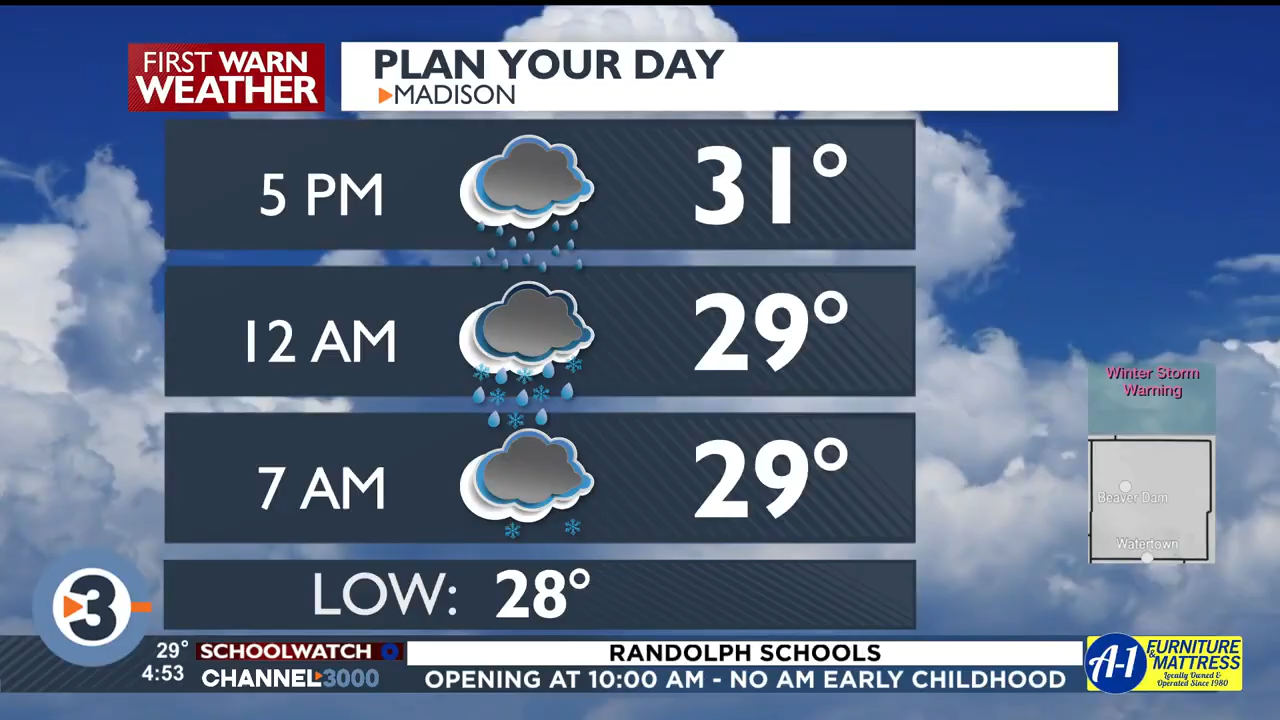 FIRST WARN
WEATHER
PLAN YOUR DAY
MADISON
5 PM
31°
12 AM
29°
7 AM
29°
LOW: 28°
Winter Storm
Warning
Beaver Dam
Watertown
3
29°
4:53
SCHOOLWATCH 0
CHANNEL3000
RANDOLPH SCHOOLS
OPENING AT 10:00 AM - NO AM EARLY CHILDHOOD
A-1
FURNITURE
& MATTRESS
Locally Owned &
Operated Since 1980